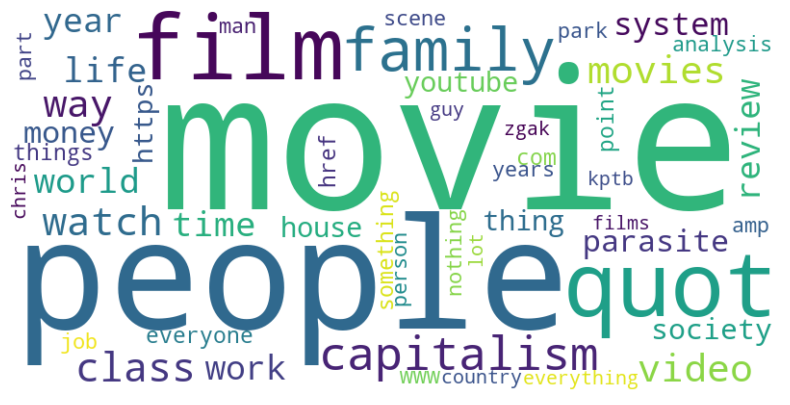 year
man
scene
park
system
film
family
analysis
part
life
youtube
movies
way
https
guy
point
review
money
movie
things
href
zgak
com
chris
world
years
kptb
watch
time
house
something
person
nothing
lot
thing
films
amp
parasite
people
quot
society
job
everyone
class
work
capitalism
www
country
everything
video